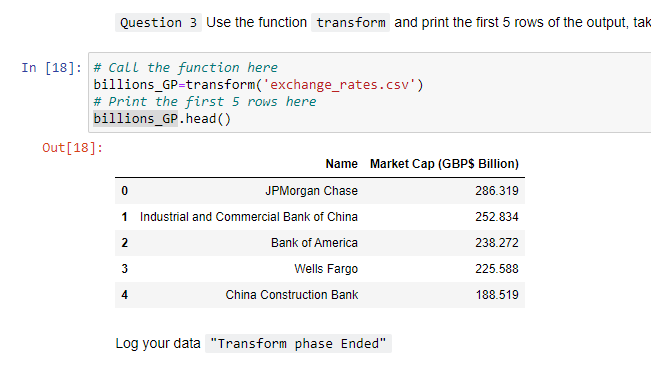 Question 3 Use the function transform and print the first 5 rows of the output, tak
In [18]: # Call the function here
billions_GP=transform('exchange_rates.csv')
# Print the first 5 rows here
billions_GP.head()
Out[18]:
Name Market Cap (GBP$ Billion)
0 JPMorgan Chase 286.319
1 Industrial and Commercial Bank of China 252.834
2 Bank of America 238.272
3 Wells Fargo 225.588
4 China Construction Bank 188.519
Log your data "Transform phase Ended"